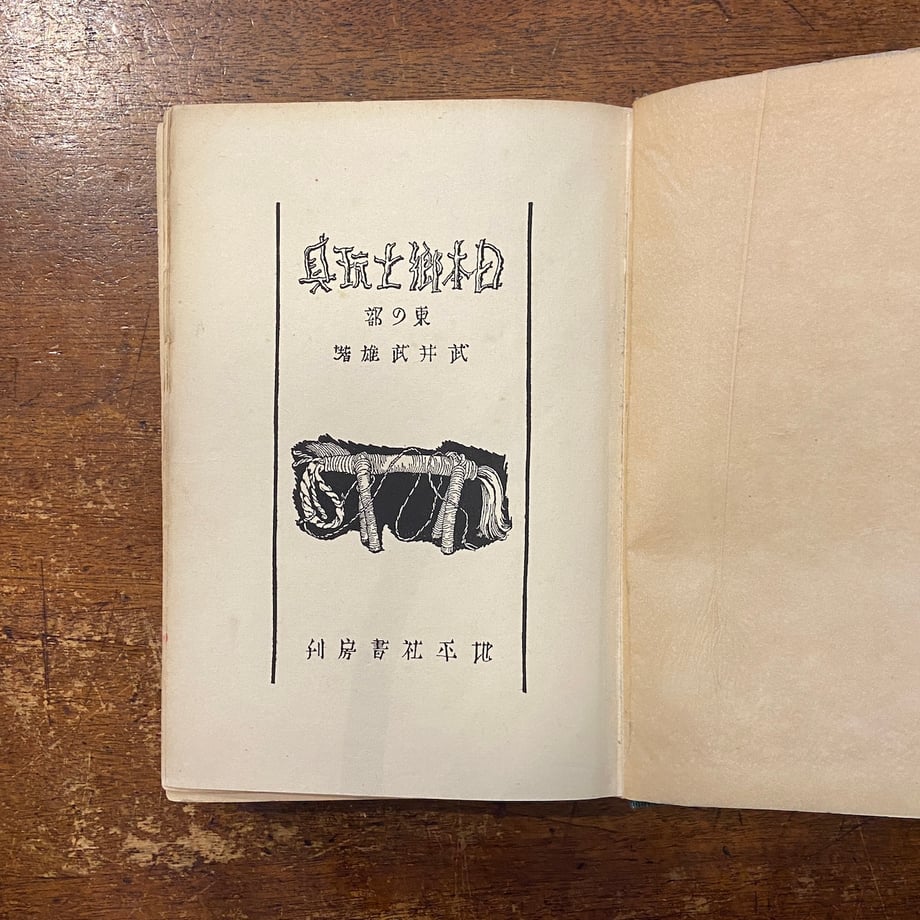 日本郷土玩具
東の部
武井武雄著
地平社書房刊